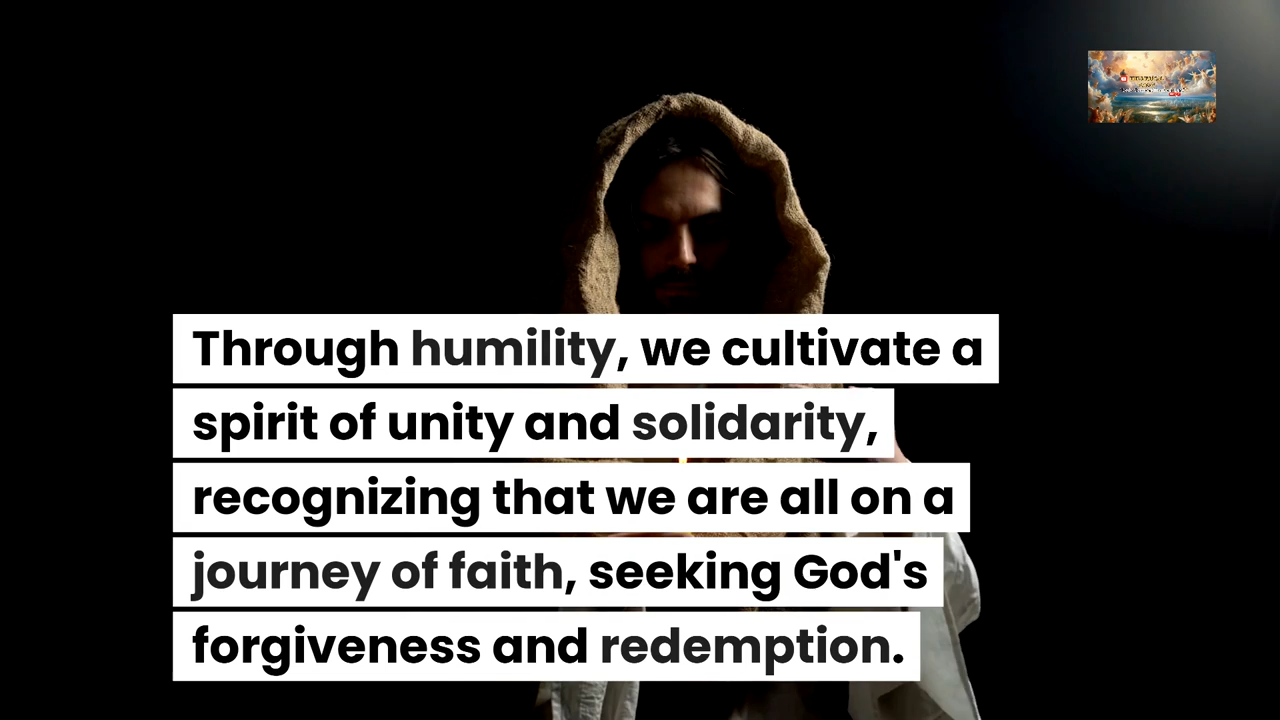 Through humility, we cultivate a
spirit of unity and solidarity,
recognizing that we are all on a
journey of faith, seeking God's
forgiveness and redemption.